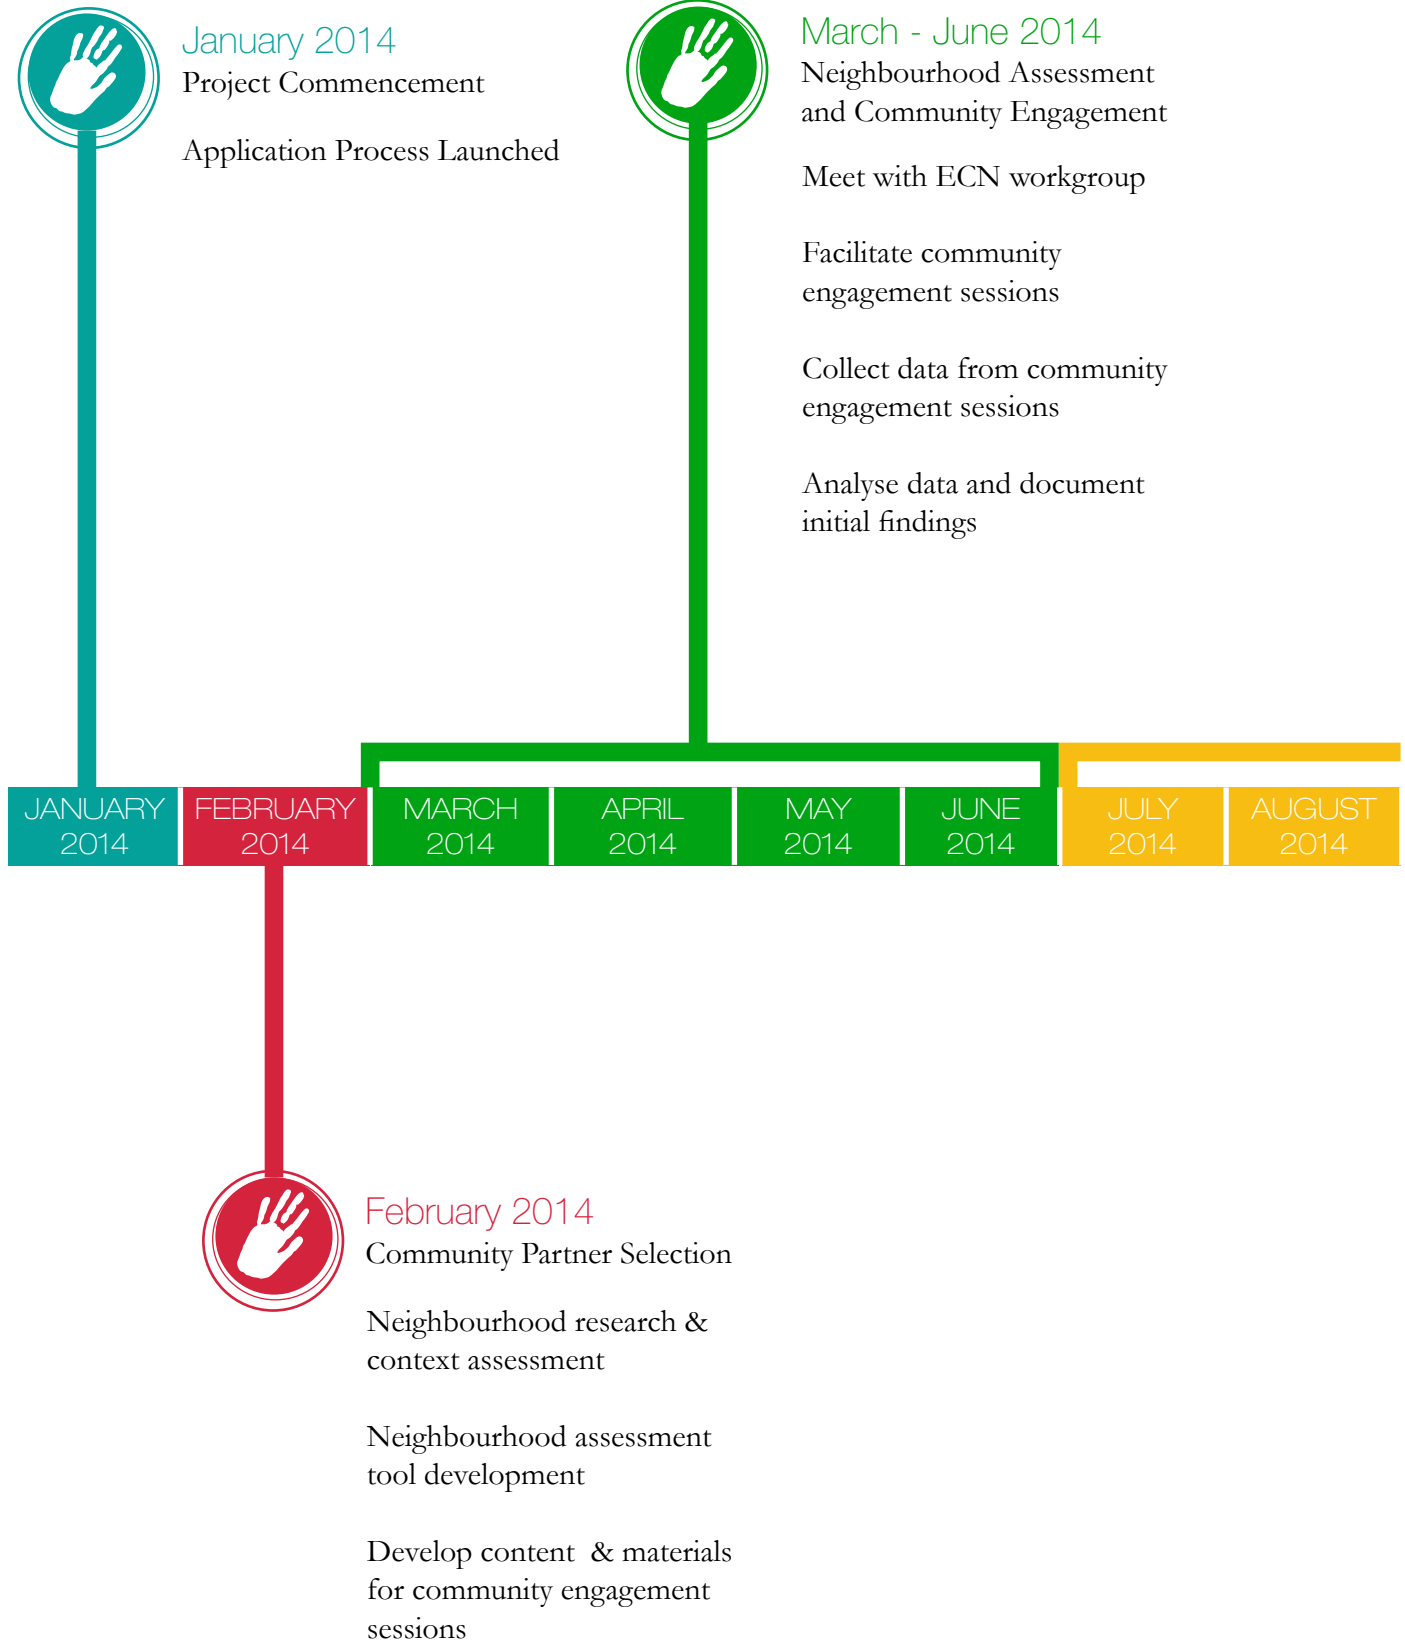 January 2014
Project Commencement
Application Process Launched
March - June 2014
Neighbourhood Assessment
and Community Engagement
Meet with ECN workgroup
Facilitate community
engagement sessions
Collect data from community
engagement sessions
Analyse data and document
initial findings
JANUARY
2014
FEBRUARY
2014
MARCH
2014
APRIL
2014
MAY
2014
JUNE
2014
JULY
2014
AUGUST
2014
February 2014
Community Partner Selection
Neighbourhood research &
context assessment
Neighbourhood assessment
tool development
Develop content  & materials
for community engagement
sessions